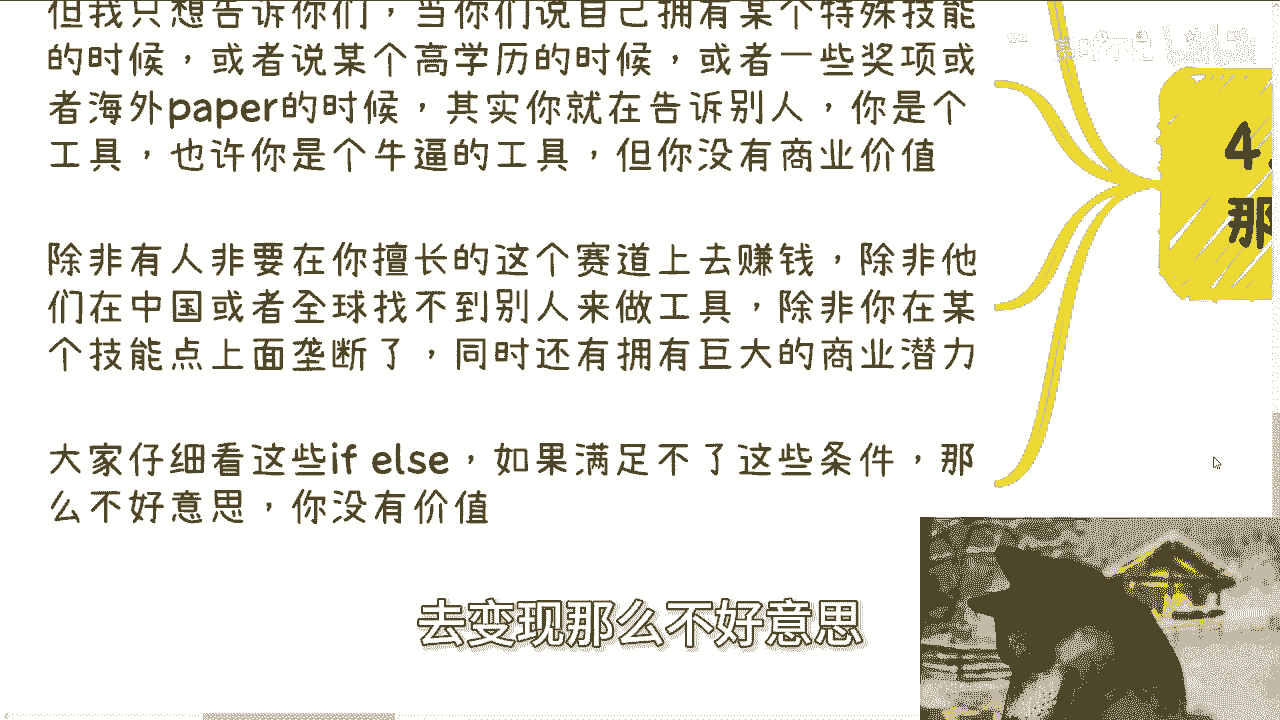 但我只想告诉你们，当你们说自己拥有某个特殊技能
的时候，或者说某个高学历的时候，或者一些奖项或
者海外paper的时候，其实你就在告诉别人，你是个
工具，也许你是个牛逼的工具，但你没有商业价值
除非有人非要在你擅长的这个赛道上去赚钱，除非他
们在中国或者全球找不到别人来做工具，除非你在某
个技能点上面垄断了，同时还有拥有巨大的商业潜力
大家仔细看这些if else，如果满足不了这些条件，那
么不好意思，你没有价值
4
那
去变现那么不好意思